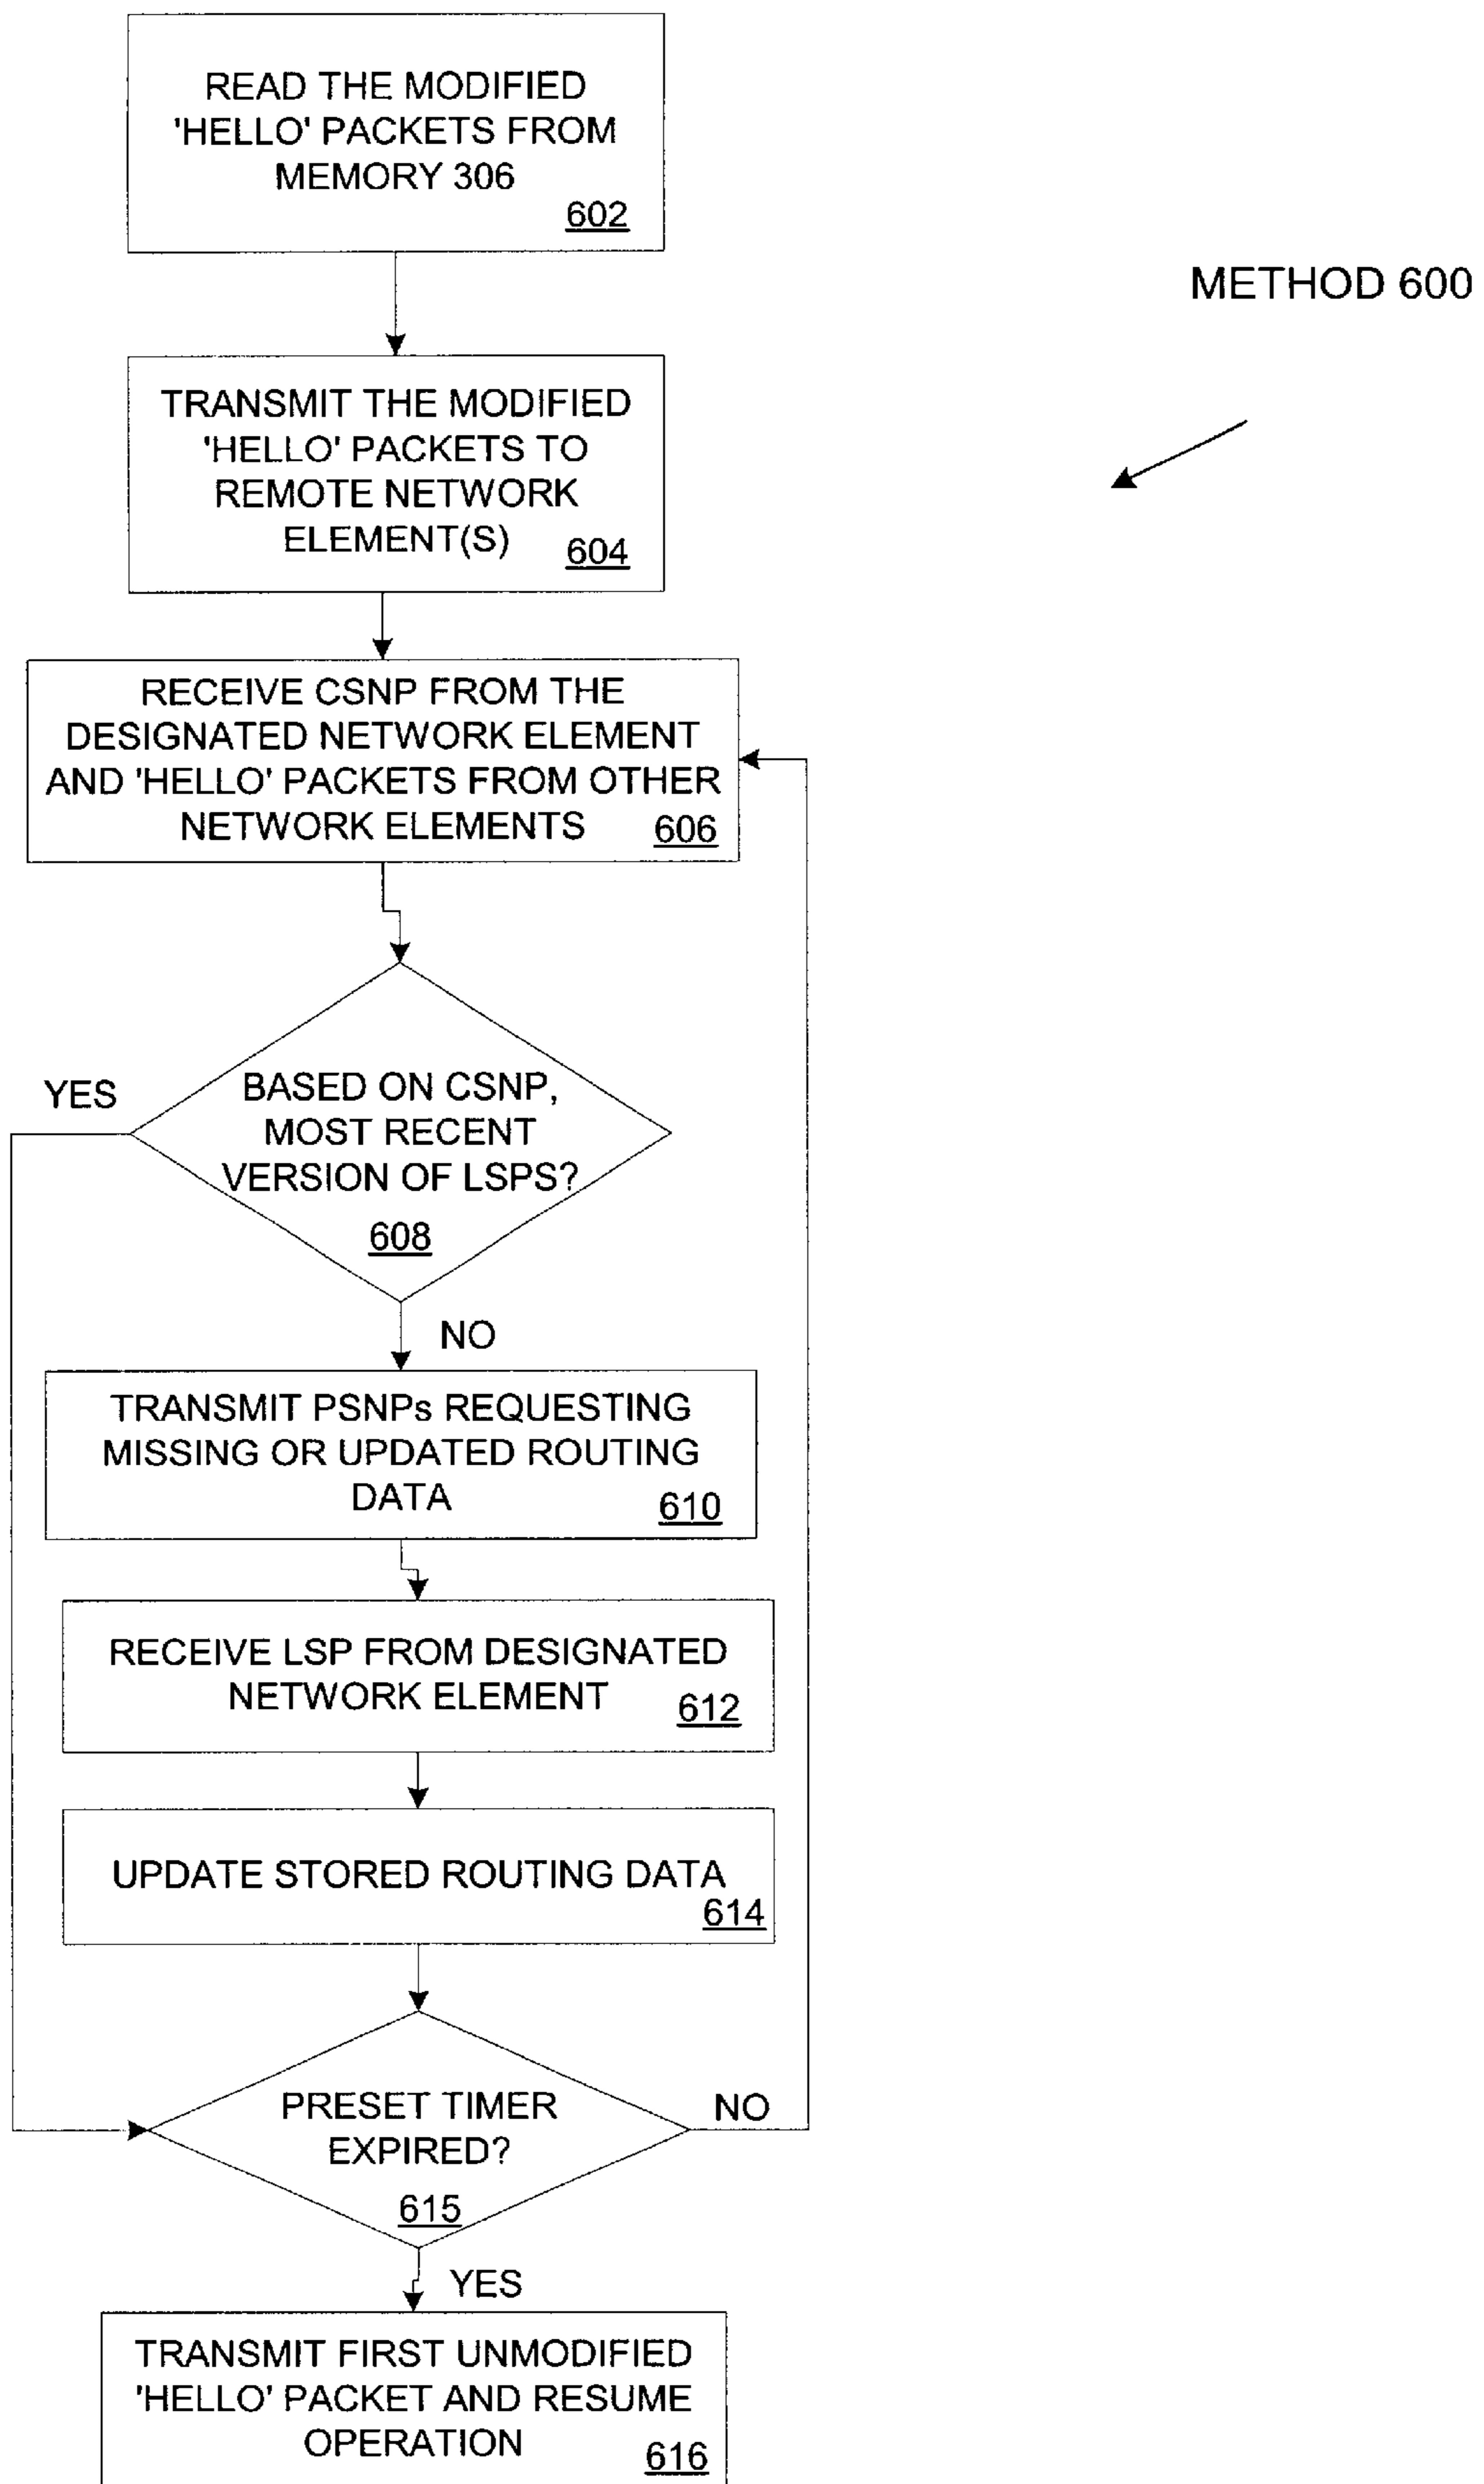 READ THE MODIFIED
'HELLO' PACKETS FROM
MEMORY 306
602
METHOD 600
TRANSMIT THE MODIFIED
'HELLO' PACKETS TO
REMOTE NETWORK
ELEMENT(S)
604
RECEIVE CSNP FROM THE
DESIGNATED NETWORK ELEMENT
AND 'HELLO' PACKETS FROM OTHER
NETWORK ELEMENTS
606
YES
BASED ON CSNP,
MOST RECENT
VERSION OF LSPS?
608
NO
TRANSMIT PSNPs REQUESTING
MISSING OR UPDATED ROUTING
DATA
610
RECEIVE LSP FROM DESIGNATED
NETWORK ELEMENT
612
UPDATE STORED ROUTING DATA
614
PRESET TIMER
EXPIRED?
615
NO
YES
TRANSMIT FIRST UNMODIFIED
'HELLO' PACKET AND RESUME
OPERATION
616